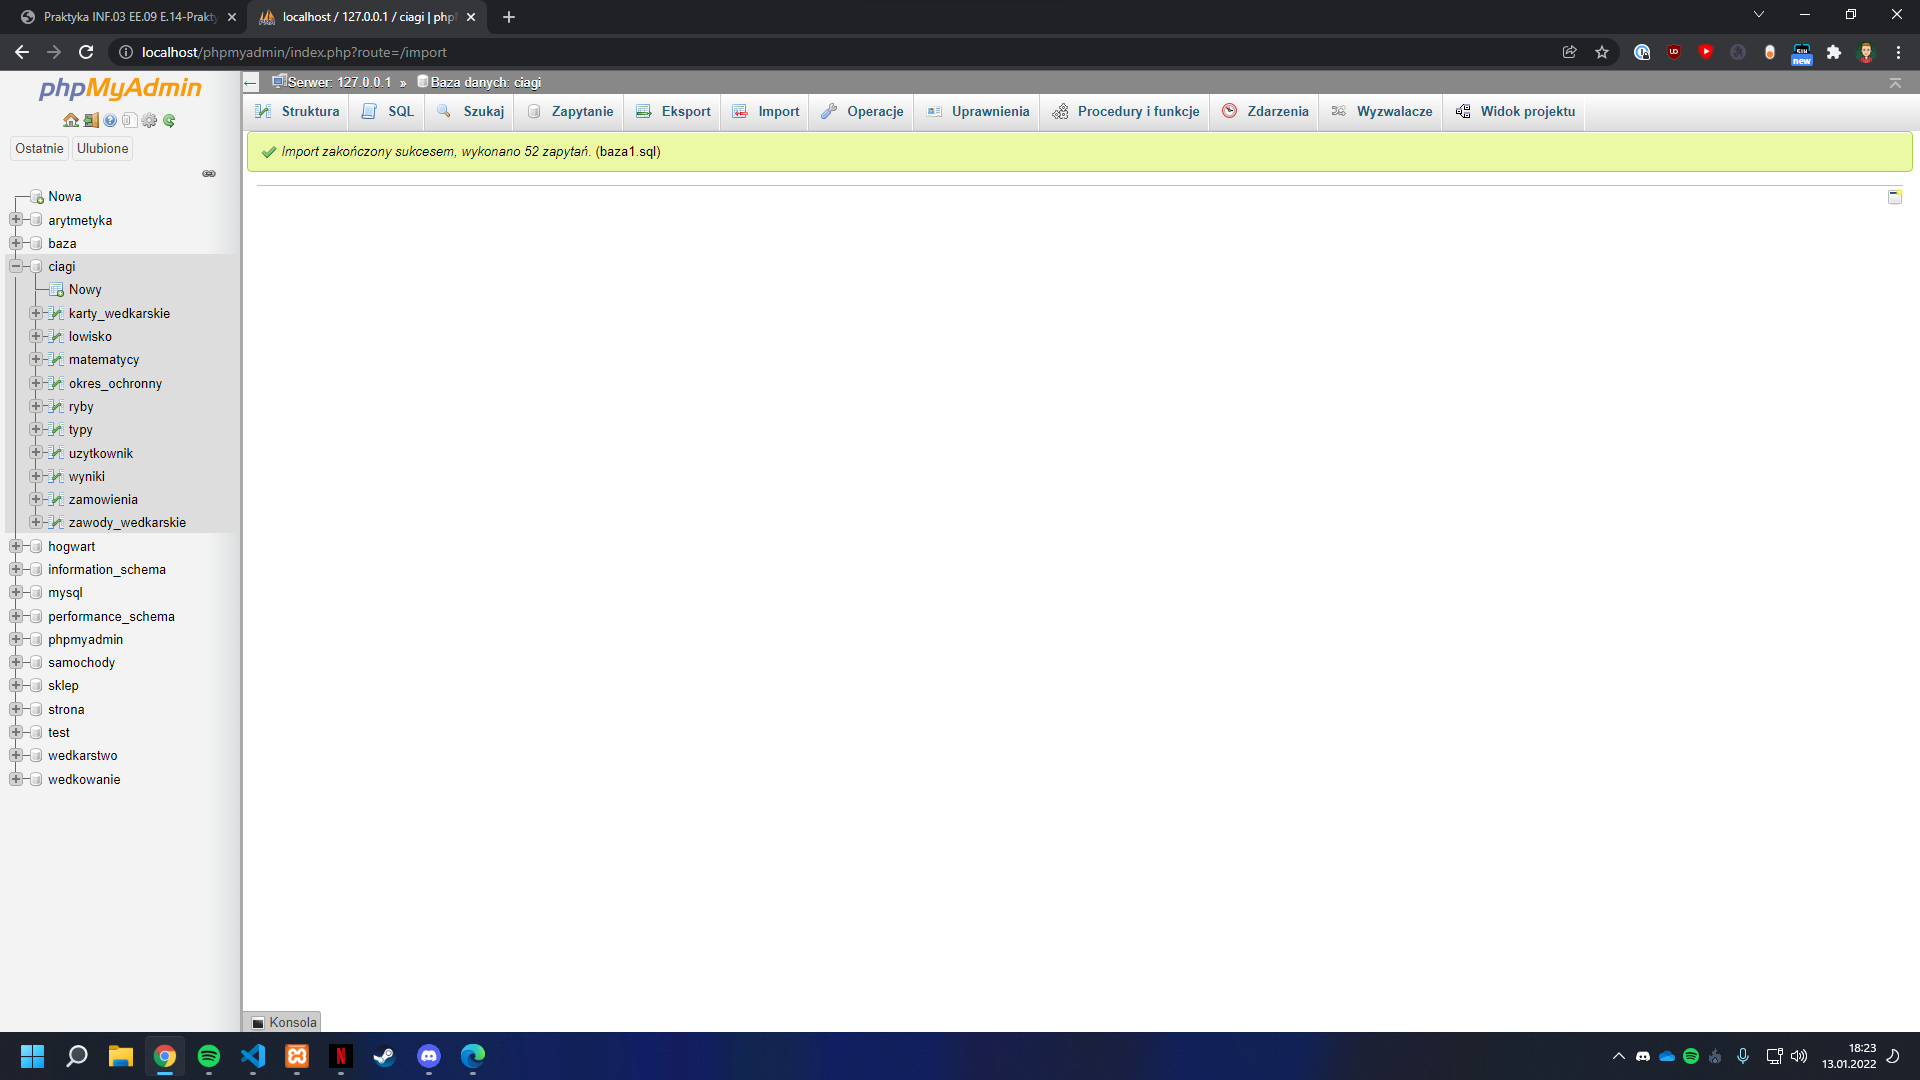 Praktyka INF.03 EE.09 E.14-Prakty
localhost / 127.0.0.1 / ciagi | php
localhost/phpmyadmin/index.php?route=/import
new
phpMyAdmin
Ostatnie
Ulubione
Nowa
arytmetyka
baza
ciagi
Nowy
karty_wedkarskie
lowisko
matematycy
okres_ochronny
ryby
typy
uzytkownik
wyniki
zamowienia
zawody_wedkarskie
hogwart
information_schema
mysql
performance_schema
phpmyadmin
samochody
sklep
strona
test
wedkarstwo
wedkowanie
Serwer: 127.0.0.1 » Baza danych: ciagi
Struktura SQL Szukaj Zapytanie Eksport Import Operacje Uprawnienia Procedury i funkcje Zdarzenia Wyzwalacze Widok projektu
Import zakończony sukcesem, wykonano 52 zapytań. (baza1.sql)
Konsola
18:23
13.01.2022